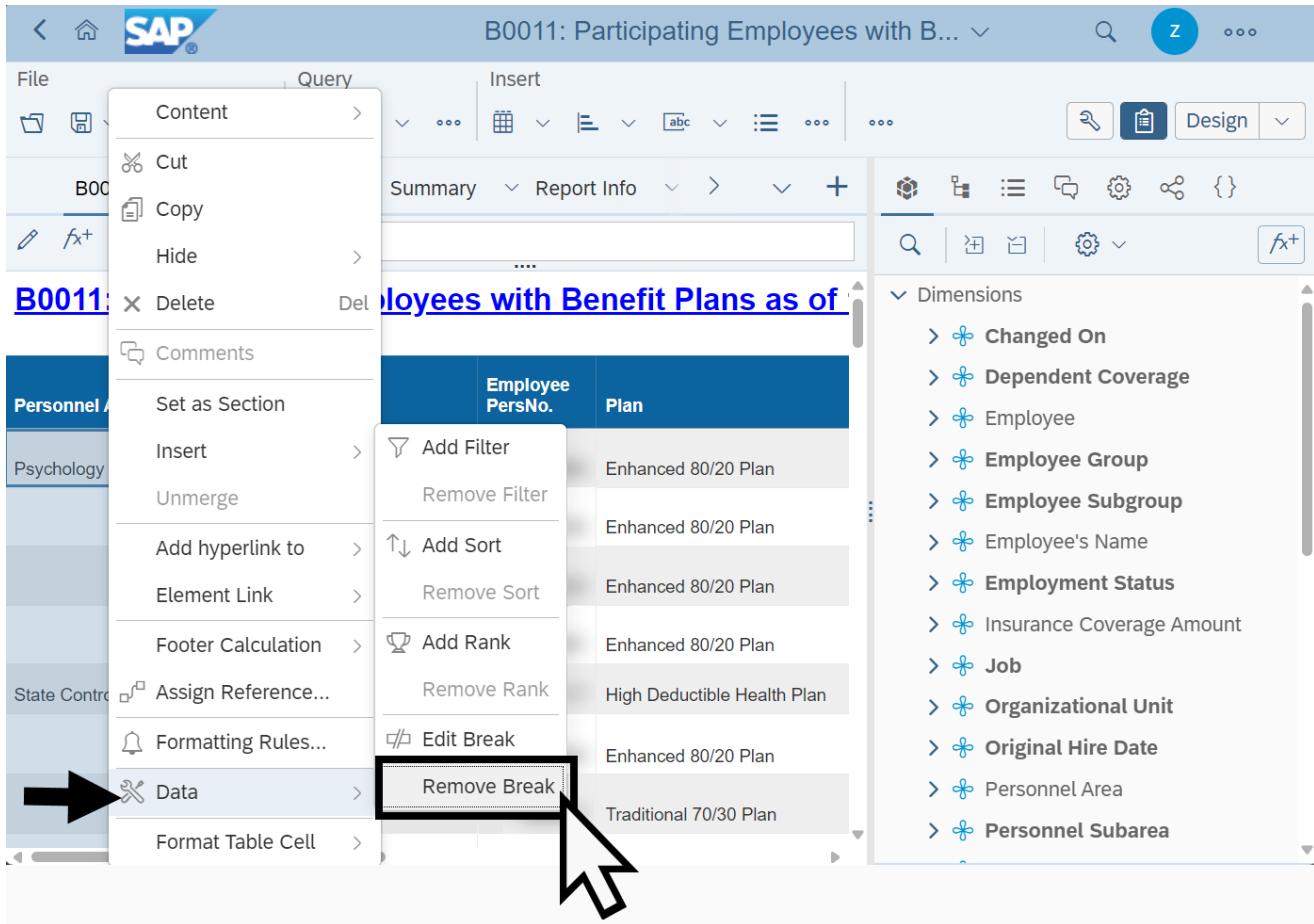 SAP
B0011: Participating Employees with B...
Z
File
Query
Insert
abc
Design
B00
Summary
Report Info
B0011:
loyees with Benefit Plans as of
Personnel A
Employee
PersNo.
Plan
Psychology
Enhanced 80/20 Plan
Enhanced 80/20 Plan
Enhanced 80/20 Plan
Enhanced 80/20 Plan
State Contro
High Deductible Health Plan
Enhanced 80/20 Plan
Traditional 70/30 Plan
Content
Cut
Copy
Hide
Delete Del
Comments
Set as Section
Insert
Unmerge
Add hyperlink to
Element Link
Footer Calculation
Assign Reference...
Formatting Rules...
Data
Format Table Cell
Add Filter
Remove Filter
Add Sort
Remove Sort
Add Rank
Remove Rank
Edit Break
Remove Break
Dimensions
Changed On
Dependent Coverage
Employee
Employee Group
Employee Subgroup
Employee's Name
Employment Status
Insurance Coverage Amount
Job
Organizational Unit
Original Hire Date
Personnel Area
Personnel Subarea